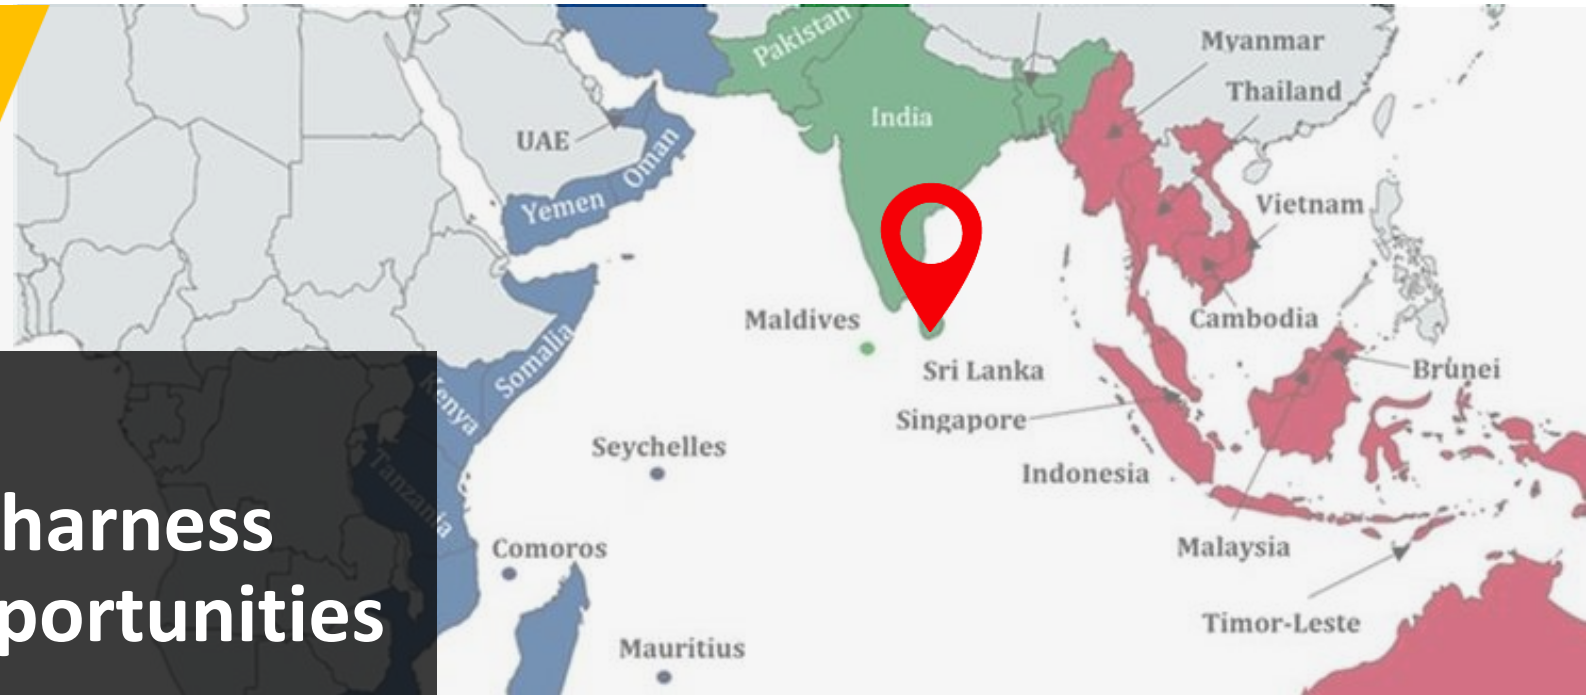 Pakistan
Myanmar
Thailand
India
UAE
Oman
Yemen
Vietnam
Maldives
Cambodia
Somalia
Sri Lanka
Brunei
Kenya
Singapore
Seychelles
Indonesia
Tanzania
harness
Comoros
Malaysia
portunities
Timor-Leste
Mauritius